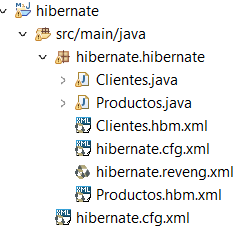 hibernate
src/main/java
hibernate.hibernate
Clientes.java
Productos.java
Clientes.hbm.xml
hibernate.cfg.xml
hibernate.reveng.xml
Productos.hbm.xml
hibernate.cfg.xml